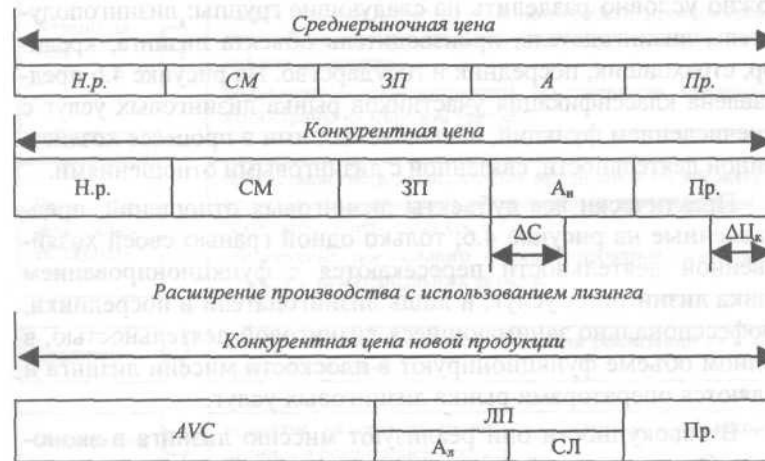 Среднерыночная цена
Н.р. СМ ЗП А Пр.
Конкурентная цена
Н.р. СМ ЗП Ан Пр.
ΔС ΔЦк
Расширение производства с использованием лизинга
Конкурентная цена новой продукции
AVC ЛП Пр.
Ал СЛ